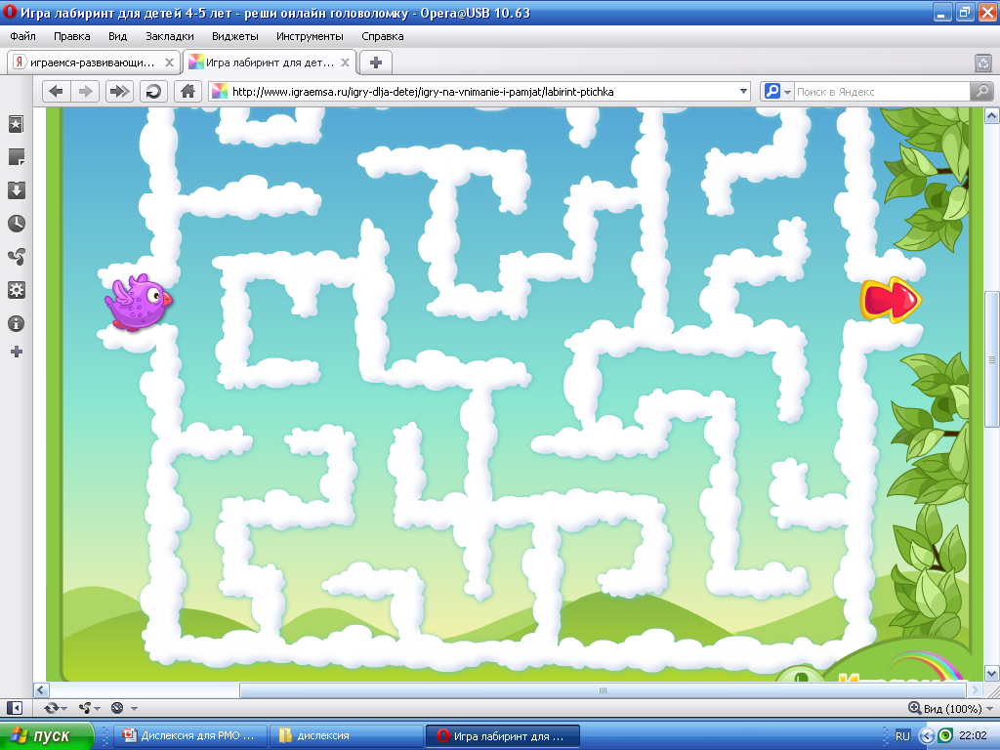 Игра лабиринт для детей 4-5 лет - реши онлайн головоломку - Opera@USB 10.63
Файл Правка Вид Закладки Виджеты Инструменты Справка
играемся-развивающи... Игра лабиринт для дет...
http://www.igraemsa.ru/igry-dlja-detej/igry-na-vnimanie-i-pamjat/labirint-ptichka Поиск в Яндекс
Вид (100%)
пуск Дислексия для РМО ... дислексия Игра лабиринт для ... RU 22:02